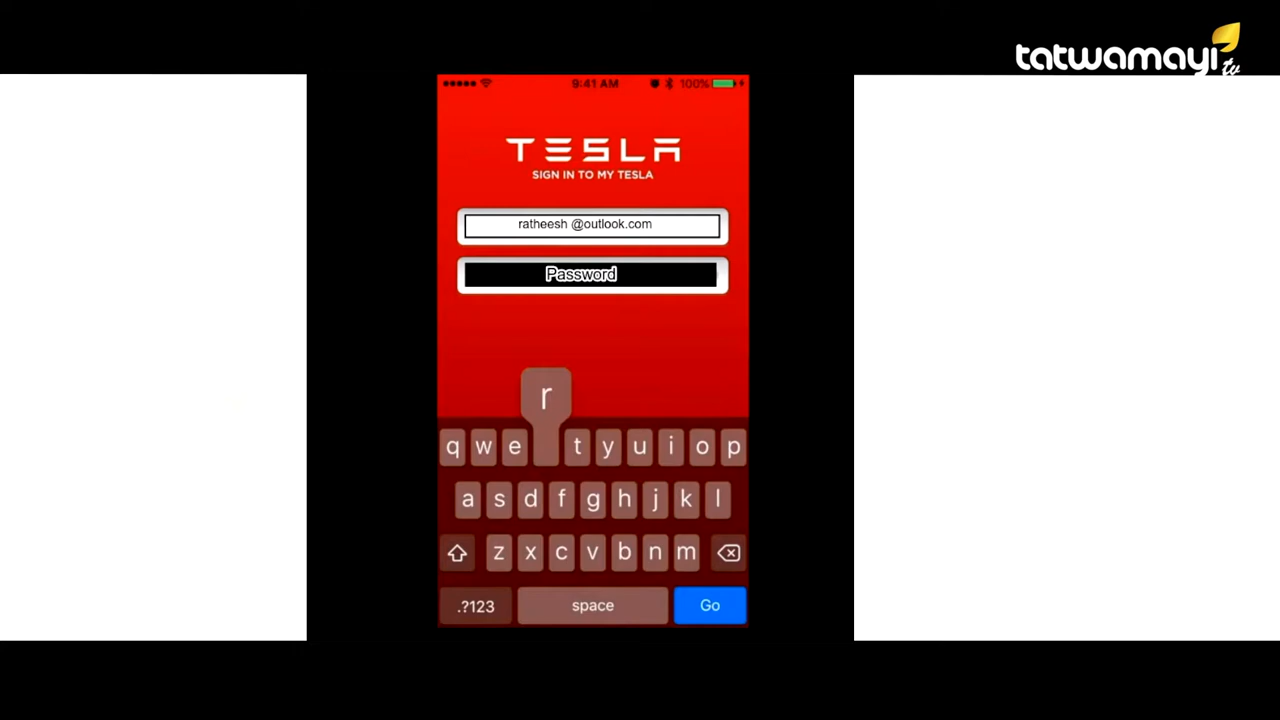 tatwamayi
tv
9:41 AM
100%
TESLA
SIGN IN TO MY TESLA
ratheesh @outlook.com
Password
r
q w e t y u i o p
a s d f g h j k l
z x c v b n m
.?123 space Go